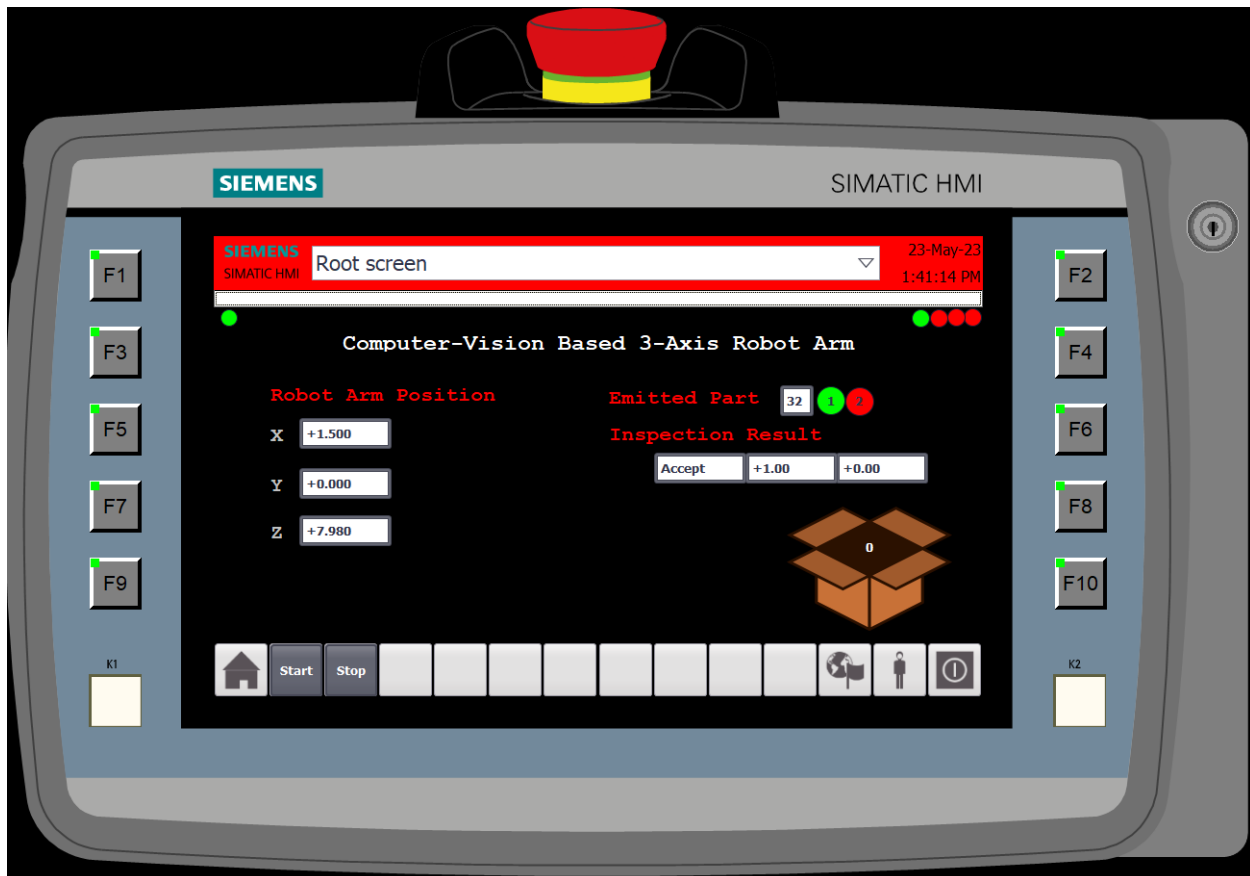 SIEMENS
SIMATIC HMI
SIEMENS
SIMATIC HMI
Root screen
23-May-23
1:41:14 PM
Computer-Vision Based 3-Axis Robot Arm
Robot Arm Position
X +1.500
Y +0.000
Z +7.980
Emitted Part 32 1 2
Inspection Result
Accept +1.00 +0.00
0
Start Stop
F1
F3
F5
F7
F9
K1
F2
F4
F6
F8
F10
K2